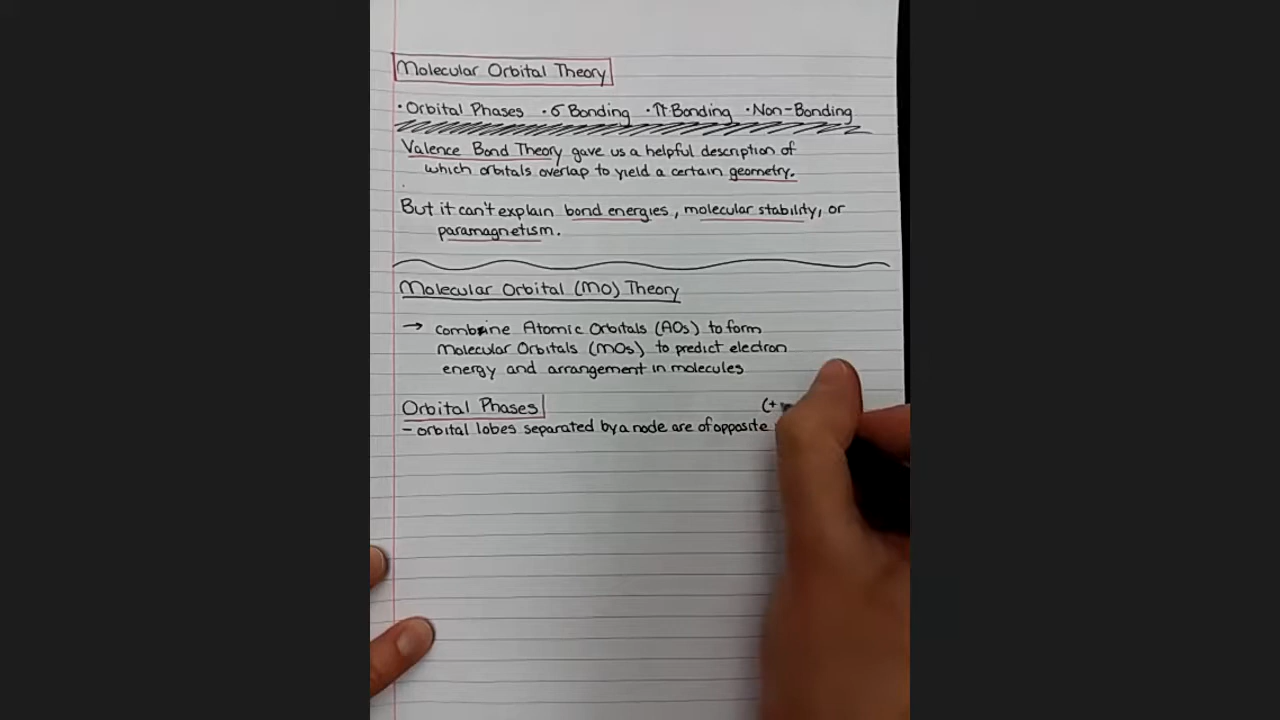 Molecular Orbital Theory
· Orbital Phases · σ Bonding · π Bonding · Non-Bonding
Valence Bond Theory gave us a helpful description of
which orbitals overlap to yield a certain geometry.
But it can't explain bond energies, molecular stability, or
paramagnetism.
Molecular Orbital (MO) Theory
→ combine Atomic Orbitals (AOs) to form
Molecular Orbitals (MOs) to predict electron
energy and arrangement in molecules
Orbital Phases
(+
- orbital lobes separated by a node are of opposite